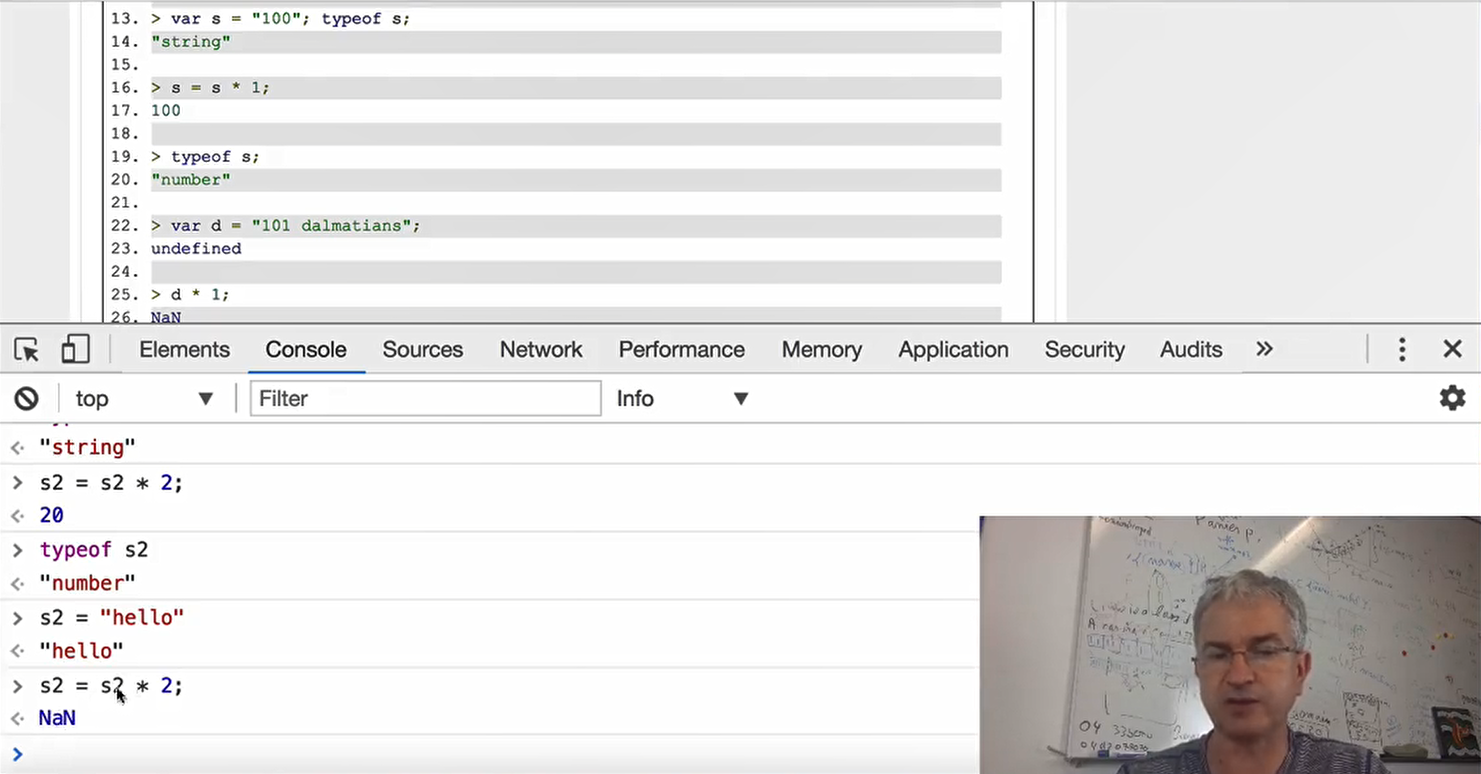 13. > var s = "100"; typeof s;
14. "string"
15.
16. > s = s * 1;
17. 100
18.
19. > typeof s;
20. "number"
21.
22. > var d = "101 dalmatians";
23. undefined
24.
25. > d * 1;
26. NaN
Elements Console Sources Network Performance Memory Application Security Audits »
top Filter Info
"string"
> s2 = s2 * 2;
20
> typeof s2
"number"
> s2 = "hello"
"hello"
> s2 = s2 * 2;
NaN
>